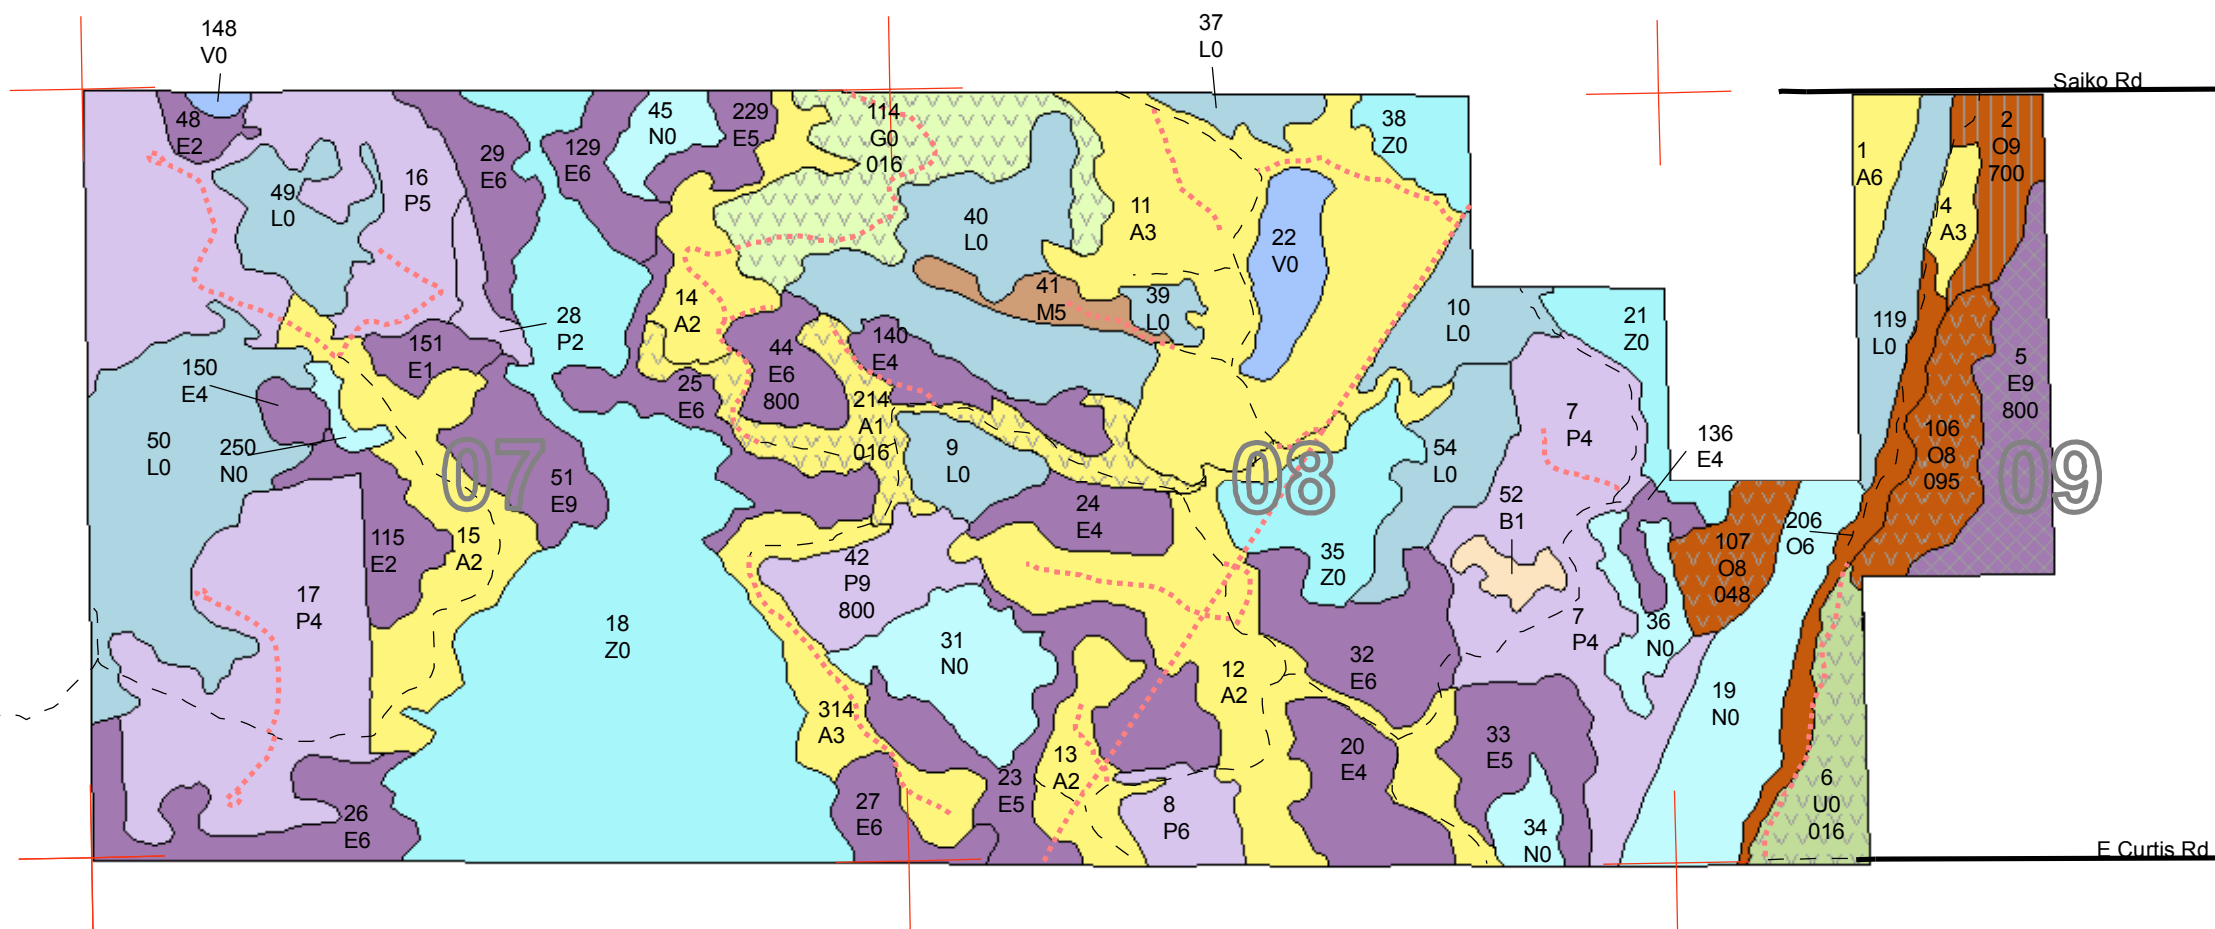 148
V0
37
L0
Saiko Rd
48
E2
45
N0
229
E5
114
G0
016
38
Z0
2
O9
700
29
E6
129
E6
1
A6
16
P5
49
L0
40
L0
11
A3
4
A3
22
V0
14
A2
41
M5
39
L0
10
L0
28
P2
21
Z0
119
L0
151
E1
44
E6
800
140
E4
5
E9
800
150
E4
25
E6
214
A1
016
7
P4
136
E4
106
O8
095
50
L0
250
N0
07
51
E9
9
L0
08
54
L0
09
24
E4
52
B1
206
O6
115
E2
15
A2
42
P9
800
35
Z0
107
O8
048
17
P4
18
Z0
31
N0
7
P4
36
N0
12
A2
32
E6
19
N0
314
A3
13
A2
20
E4
33
E5
23
E5
27
E6
8
P6
6
U0
016
26
E6
34
N0
E Curtis Rd